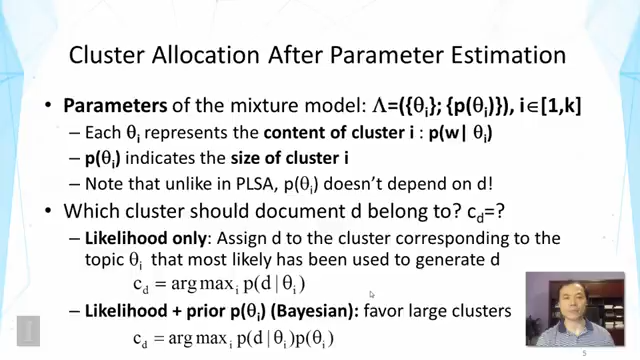 Cluster Allocation After Parameter Estimation
• Parameters of the mixture model: Λ=({θᵢ}; {p(θᵢ)}), i∈[1,k]
– Each θᵢ represents the content of cluster i : p(w| θᵢ)
– p(θᵢ) indicates the size of cluster i
– Note that unlike in PLSA, p(θᵢ) doesn't depend on d!
• Which cluster should document d belong to? c_d=?
– Likelihood only: Assign d to the cluster corresponding to the
topic θᵢ that most likely has been used to generate d
c_d = arg maxᵢ p(d | θᵢ)
– Likelihood + prior p(θᵢ) (Bayesian): favor large clusters
c_d = arg maxᵢ p(d | θᵢ)p(θᵢ)
5